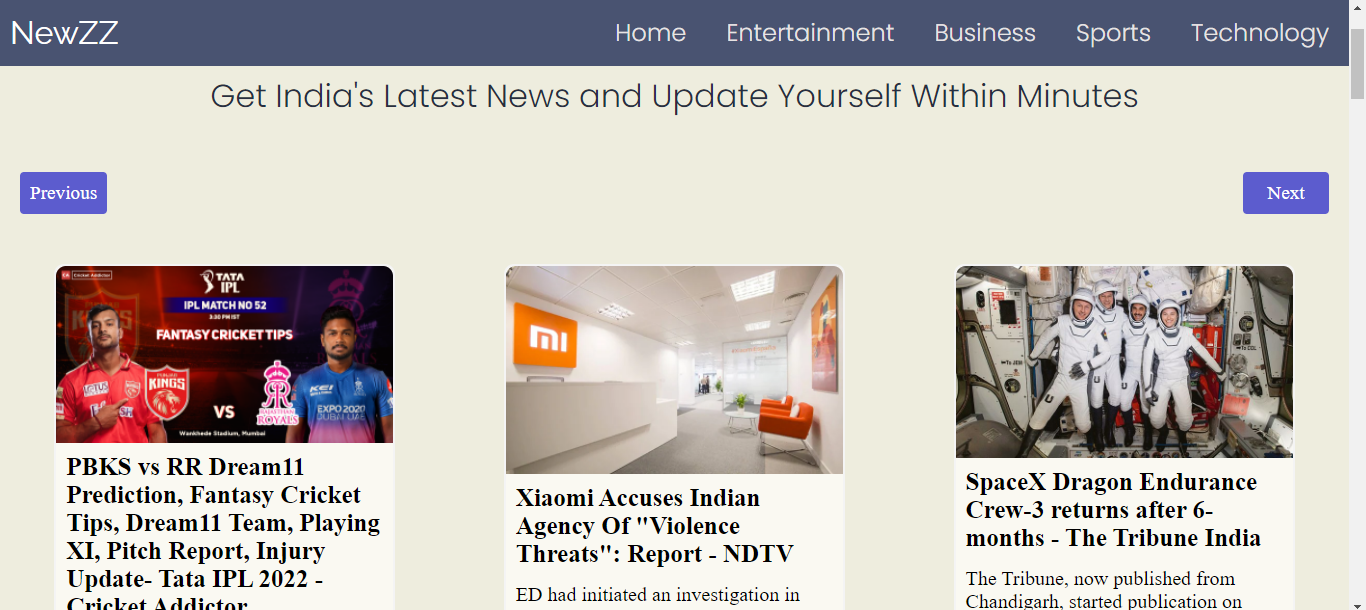 NewZZ
Home Entertainment Business Sports Technology
Get India's Latest News and Update Yourself Within Minutes
Previous
Next
Cricket Addictor
TATA
IPL
IPL MATCH NO 52
3:30 PM IST
FANTASY CRICKET TIPS
KINGS
VS
RAJASTHAN
ROYALS
KEI
EXPO 2020
DUBAI UAE
Wankhede Stadium, Mumbai
PBKS vs RR Dream11
Prediction, Fantasy Cricket
Tips, Dream11 Team, Playing
XI, Pitch Report, Injury
Update- Tata IPL 2022 -
Cricket Addictor
mi
Xiaomi Accuses Indian
Agency Of "Violence
Threats": Report - NDTV
ED had initiated an investigation in
SpaceX Dragon Endurance
Crew-3 returns after 6-
months - The Tribune India
The Tribune, now published from
Chandigarh, started publication on